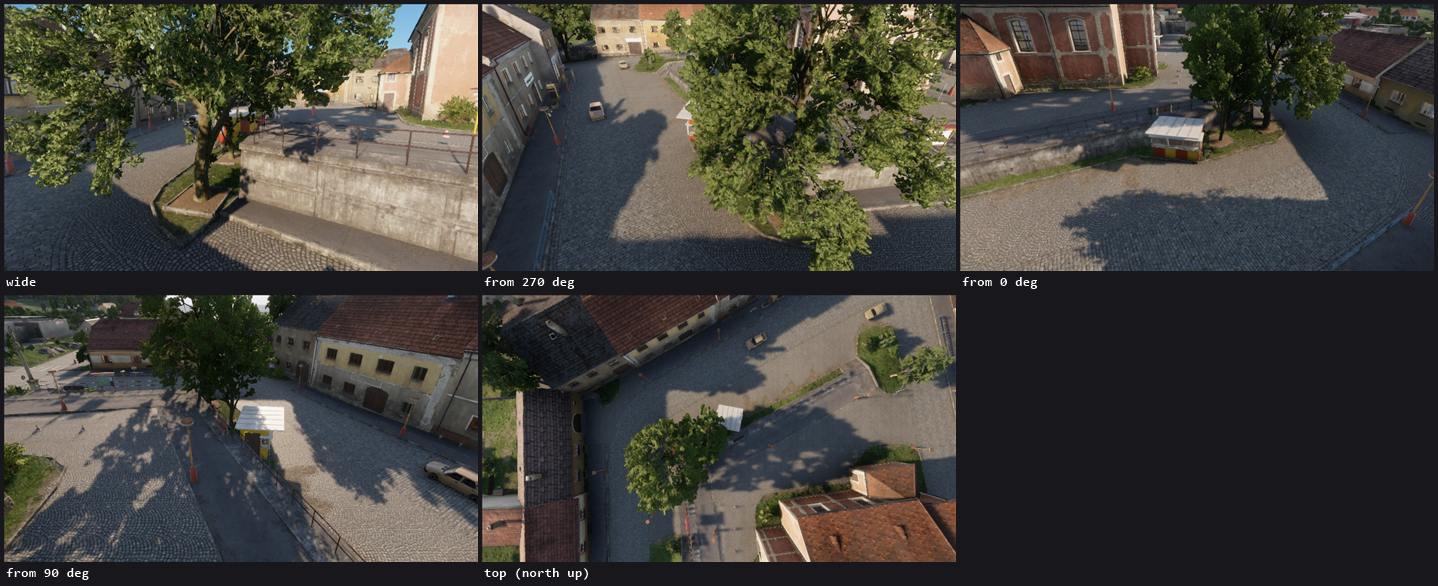 wide
from 270 deg
from 0 deg
from 90 deg
top (north up)